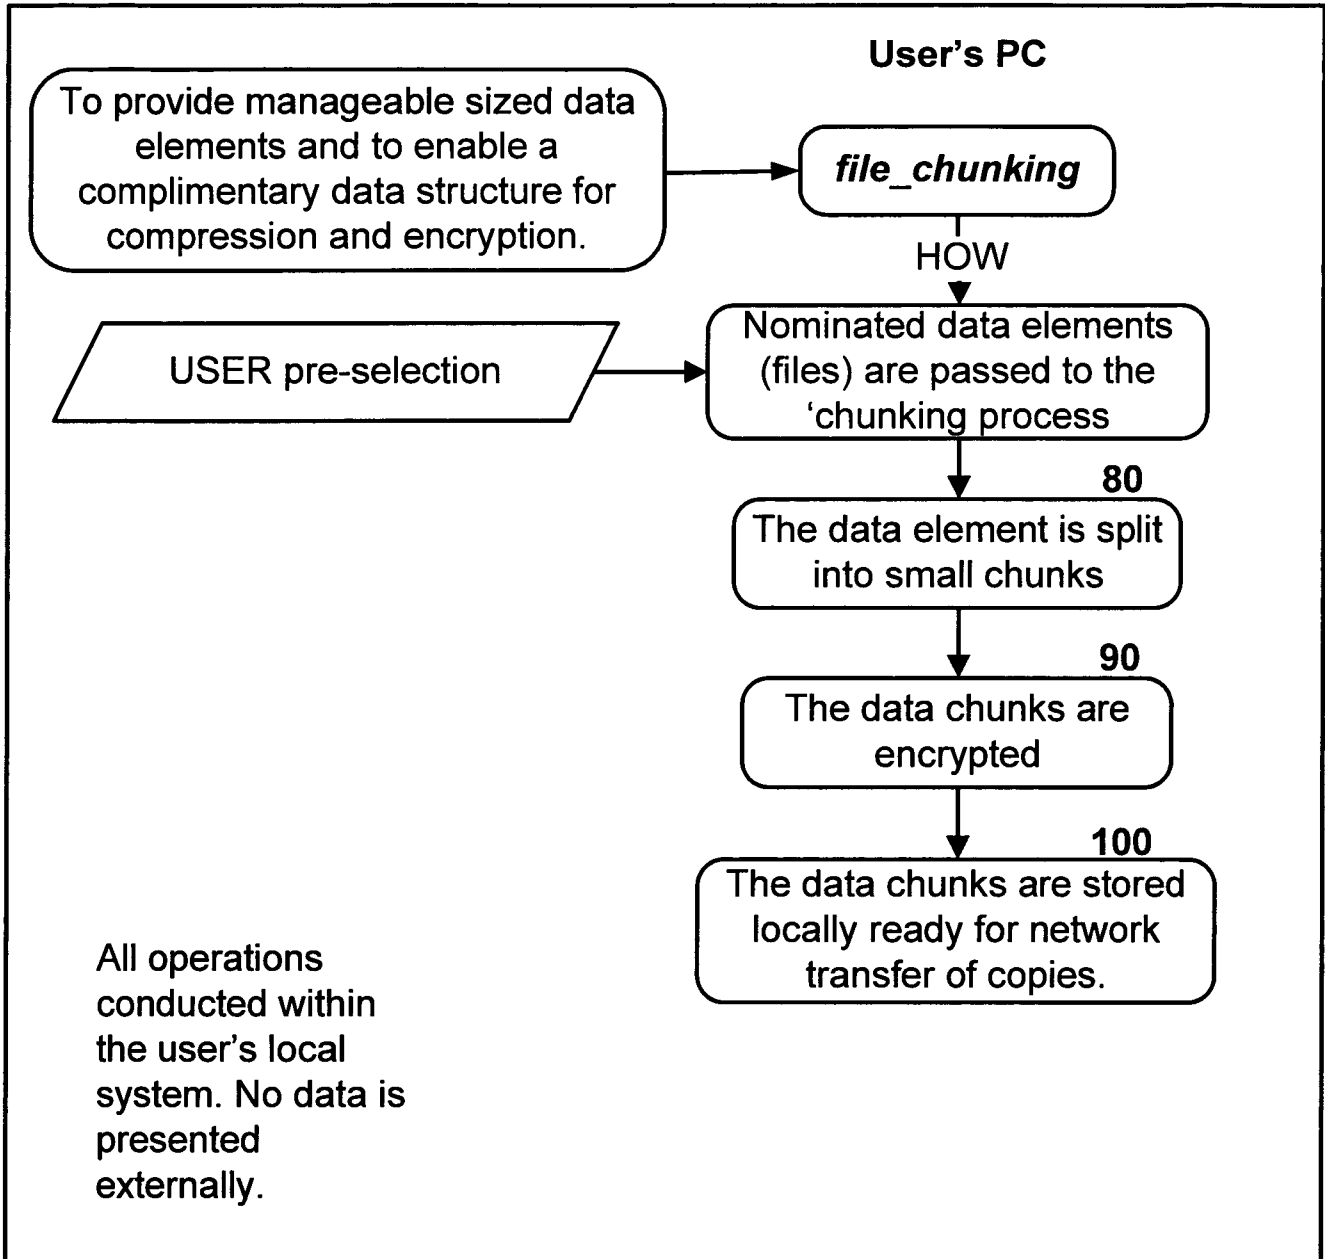 User's PC
To provide manageable sized data
elements and to enable a
complimentary data structure for
compression and encryption.
file_chunking
HOW
USER pre-selection
Nominated data elements
(files) are passed to the
‘chunking process
80
The data element is split
into small chunks
90
The data chunks are
encrypted
100
The data chunks are stored
locally ready for network
transfer of copies.
All operations
conducted within
the user's local
system. No data is
presented
externally.